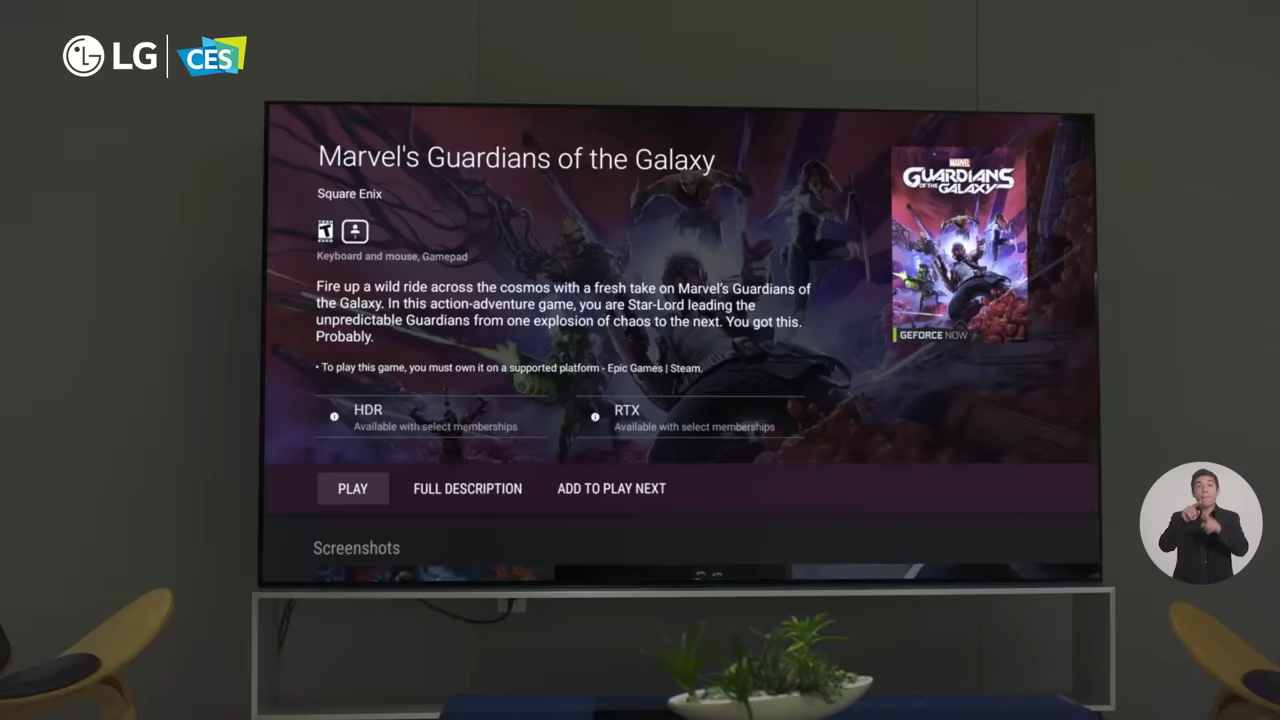 LG
CES
Marvel's Guardians of the Galaxy
Square Enix
TEEN
T
Keyboard and mouse, Gamepad
Fire up a wild ride across the cosmos with a fresh take on Marvel's Guardians of
the Galaxy. In this action-adventure game, you are Star-Lord leading the
unpredictable Guardians from one explosion of chaos to the next. You got this.
Probably.
• To play this game, you must own it on a supported platform - Epic Games | Steam.
HDR
Available with select memberships
RTX
Available with select memberships
MARVEL
GUARDIANS
OF THE GALAXY
GEFORCE NOW
PLAY
FULL DESCRIPTION
ADD TO PLAY NEXT
Screenshots